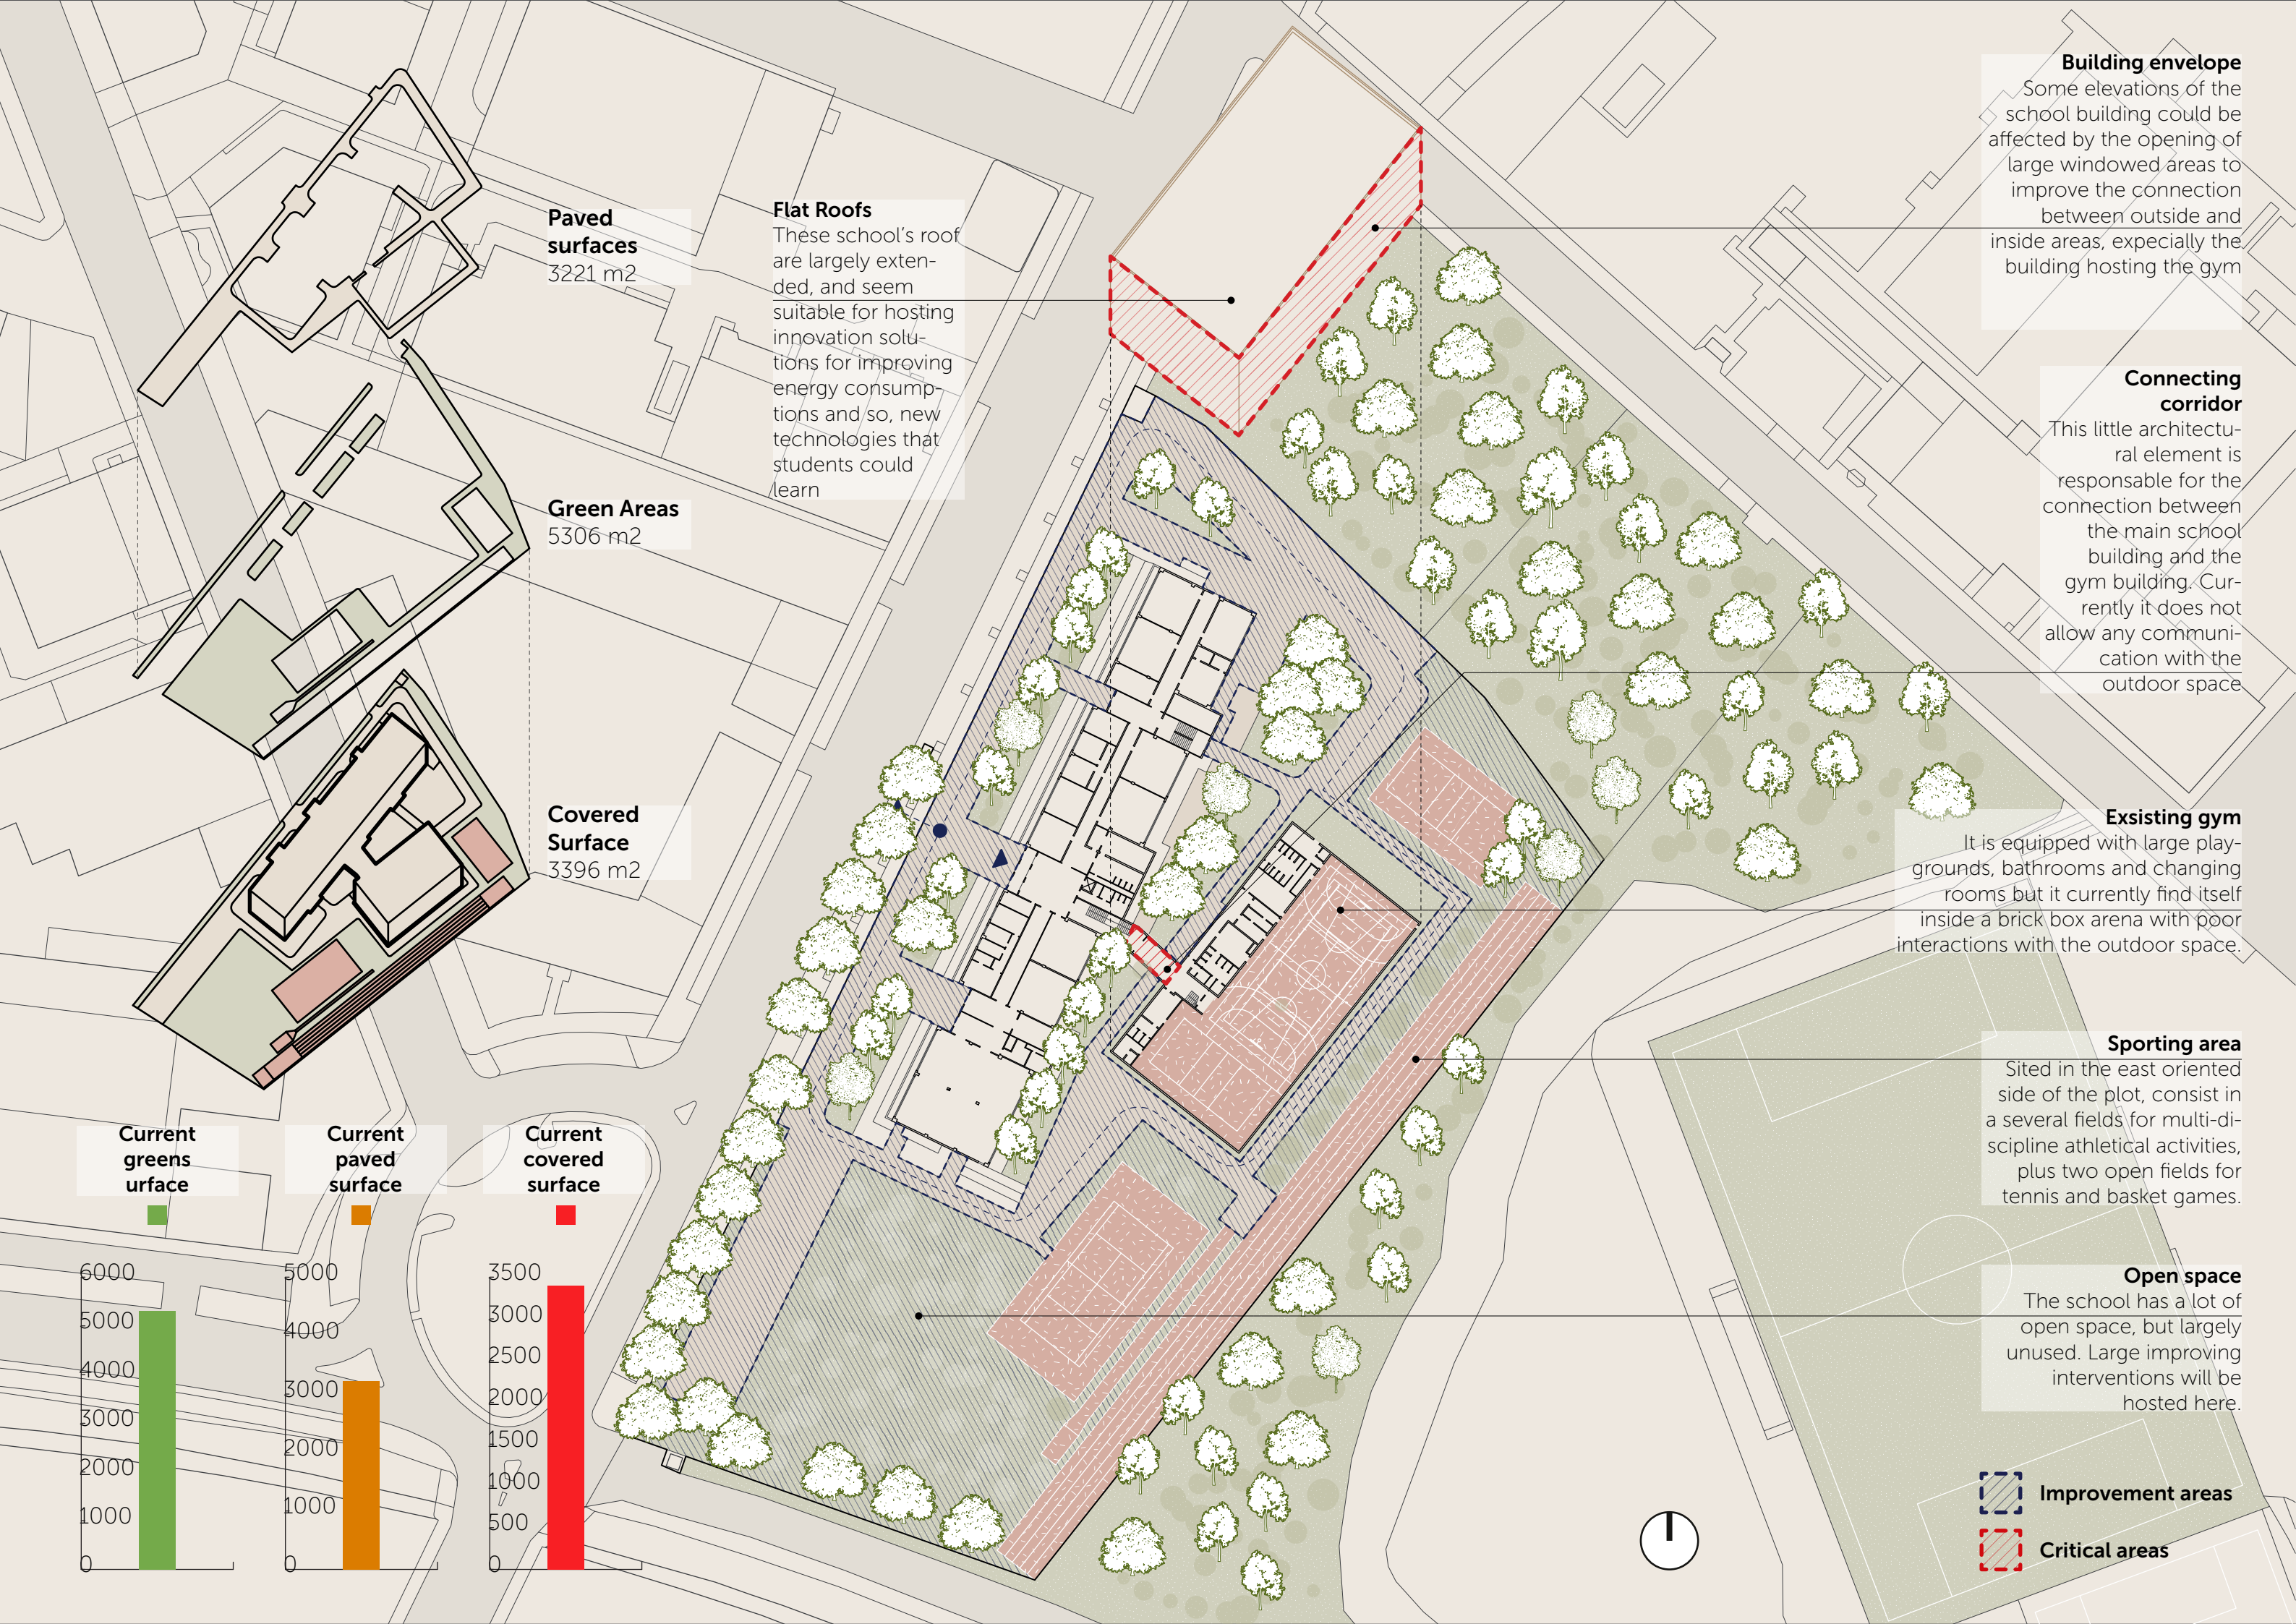 Paved
surfaces
3221 m2
Green Areas
5306 m2
Covered
Surface
3396 m2
Flat Roofs
These school's roof
are largely exten-
ded, and seem
suitable for hosting
innovation solu-
tions for improving
energy consump-
tions and so, new
technologies that
students could
learn
Building envelope
Some elevations of the
school building could be
affected by the opening of
large windowed areas to
improve the connection
between outside and
inside areas, expecially the
building hosting the gym
Connecting
corridor
This little architectu-
ral element is
responsable for the
connection between
the main school
building and the
gym building. Cur-
rently it does not
allow any communi-
cation with the
outdoor space
Exsisting gym
It is equipped with large play-
grounds, bathrooms and changing
rooms but it currently find itself
inside a brick box arena with poor
interactions with the outdoor space.
Sporting area
Sited in the east oriented
side of the plot, consist in
a several fields for multi-di-
scipline athletical activities,
plus two open fields for
tennis and basket games.
Open space
The school has a lot of
open space, but largely
unused. Large improving
interventions will be
hosted here.
Improvement areas
Critical areas
Current
greens
urface
6000
5000
4000
3000
2000
1000
0
Current
paved
surface
5000
4000
3000
2000
1000
0
Current
covered
surface
3500
3000
2500
2000
1500
1000
500
0